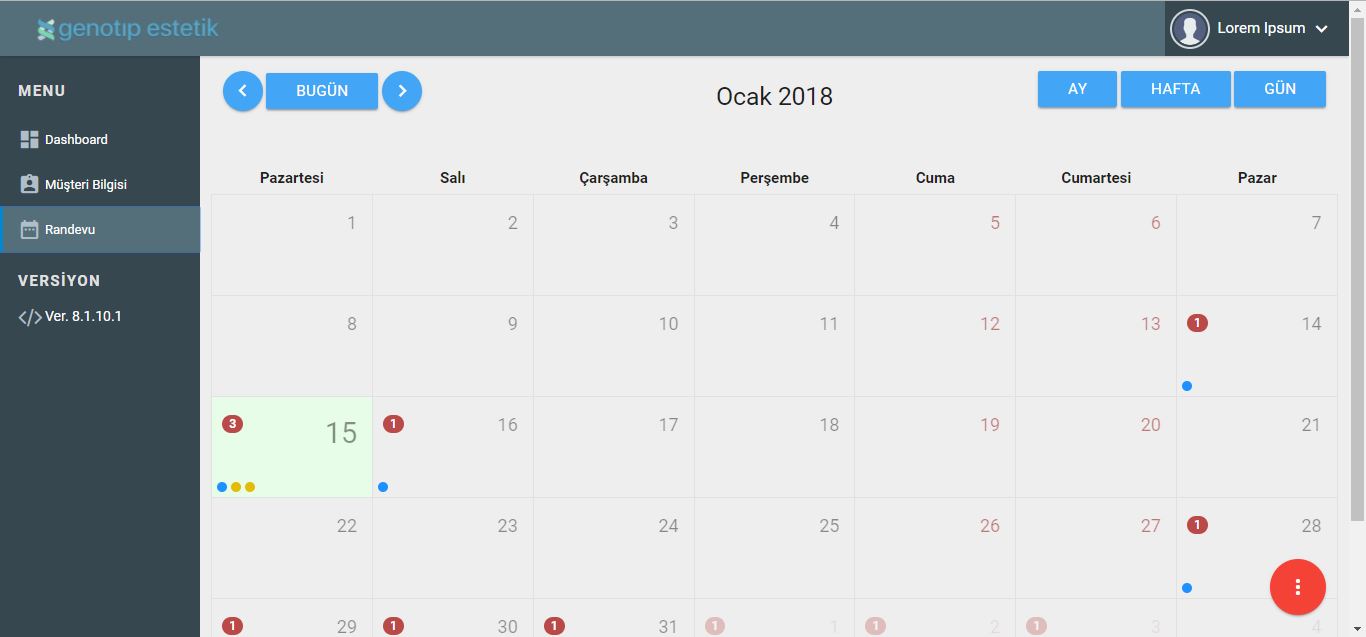 genotıp estetik
Lorem Ipsum
MENU
Dashboard
Müşteri Bilgisi
Randevu
VERSİYON
</> Ver. 8.1.10.1
BUGÜN
Ocak 2018
AY HAFTA GÜN
Pazartesi Salı Çarşamba Perşembe Cuma Cumartesi Pazar
1 2 3 4 5 6 7
8 9 10 11 12 13 1 14
3 15 1 16 17 18 19 20 21
22 23 24 25 26 27 1 28
1 29 1 30 1 31 1 1 1 2 1 3 4